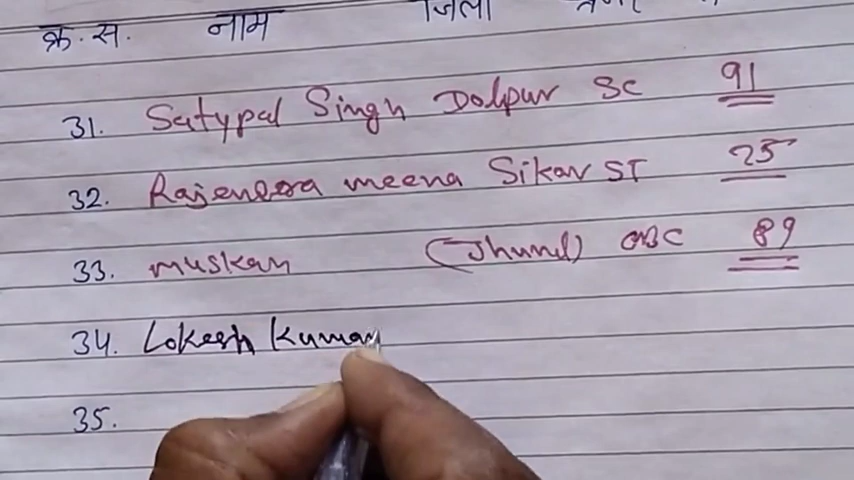 क्र.स. नाम जिला
31. Satypal Singh Dolpur SC 91
32. Rajendra meena Sikar ST 25
33. muskan (Jhunul) OBC 89
34. Lokesh Kumar
35.